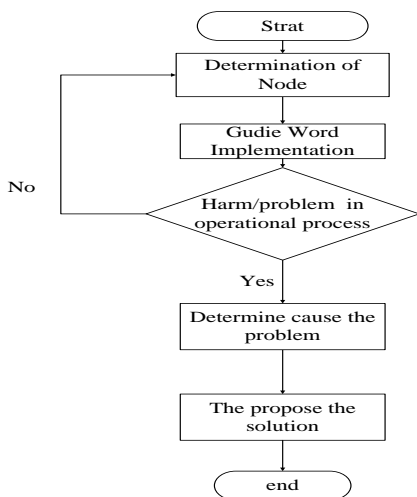 Strat
Determination of
Node
Gudie Word
Implementation
No
Harm/problem in
operational process
Yes
Determine cause the
problem
The propose the
solution
end